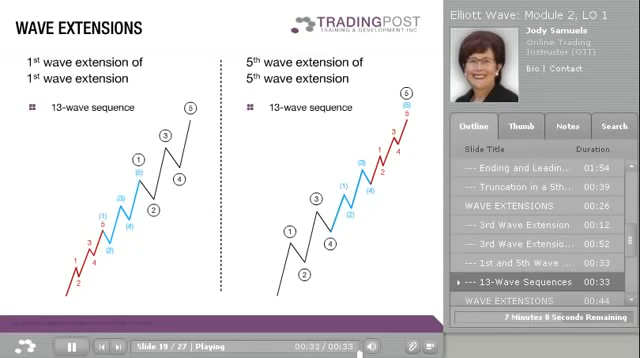 WAVE EXTENSIONS
TRADINGPOST
TRAINING & DEVELOPMENT INC
1st wave extension of
1st wave extension
13-wave sequence
5
3
1
(5)
4
2
(3)
(1)
5
(4)
3
(2)
4
1
2
5th wave extension of
5th wave extension
13-wave sequence
5
(5)
5
3
1
4
(3)
2
3
(1)
(4)
1
(2)
4
2
Elliott Wave: Module 2, LO 1
Jody Samuels
Online Trading
Instructor (OTI)
Bio | Contact
Outline
Thumb
Notes
Search
Slide Title
Duration
--- Ending and Leadin... 01:54
--- Truncation in a 5th... 00:39
WAVE EXTENSIONS 00:26
--- 3rd Wave Extension 00:12
--- 3rd Wave Extensio... 00:52
--- 1st and 5th Wave ... 00:33
--- 13-Wave Sequences 00:33
WAVE EXTENSIONS 00:44
7 Minutes 8 Seconds Remaining
Slide 19 / 27 | Playing
00:32 / 00:33